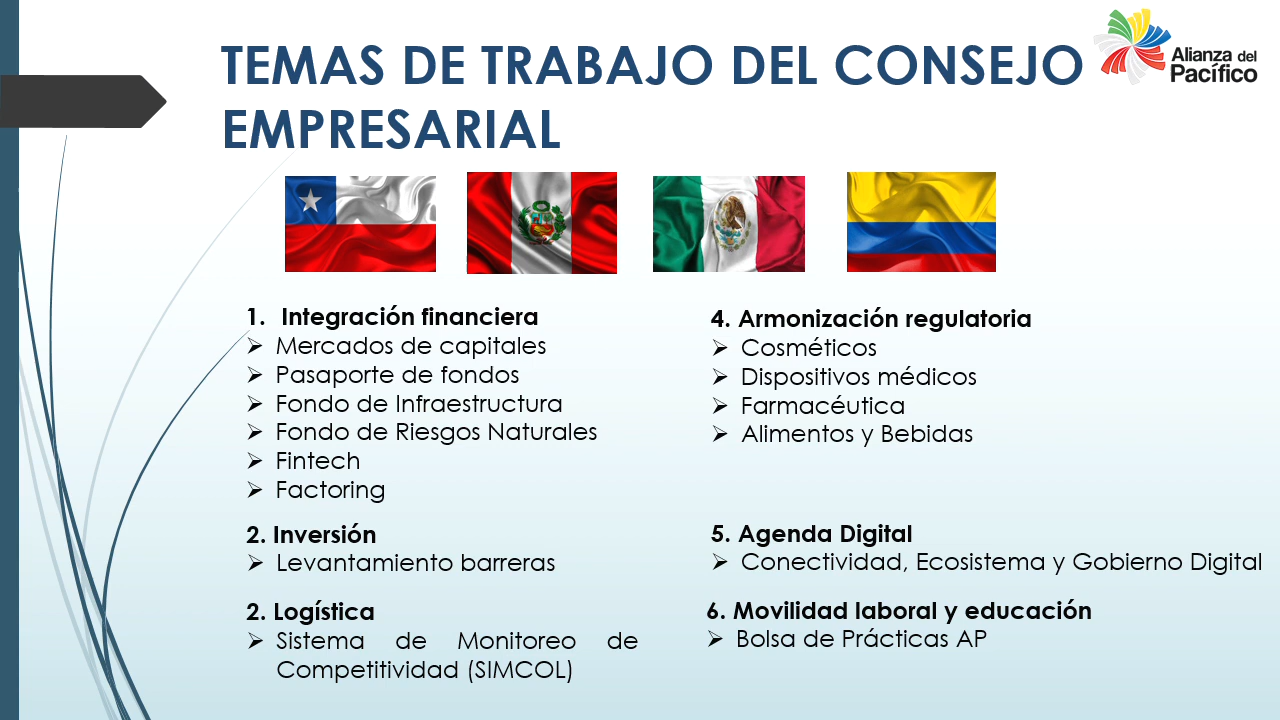 TEMAS DE TRABAJO DEL CONSEJO
EMPRESARIAL
Alianza del
Pacífico
1. Integración financiera
Mercados de capitales
Pasaporte de fondos
Fondo de Infraestructura
Fondo de Riesgos Naturales
Fintech
Factoring
2. Inversión
Levantamiento barreras
2. Logística
Sistema de Monitoreo de
Competitividad (SIMCOL)
4. Armonización regulatoria
Cosméticos
Dispositivos médicos
Farmacéutica
Alimentos y Bebidas
5. Agenda Digital
Conectividad, Ecosistema y Gobierno Digital
6. Movilidad laboral y educación
Bolsa de Prácticas AP